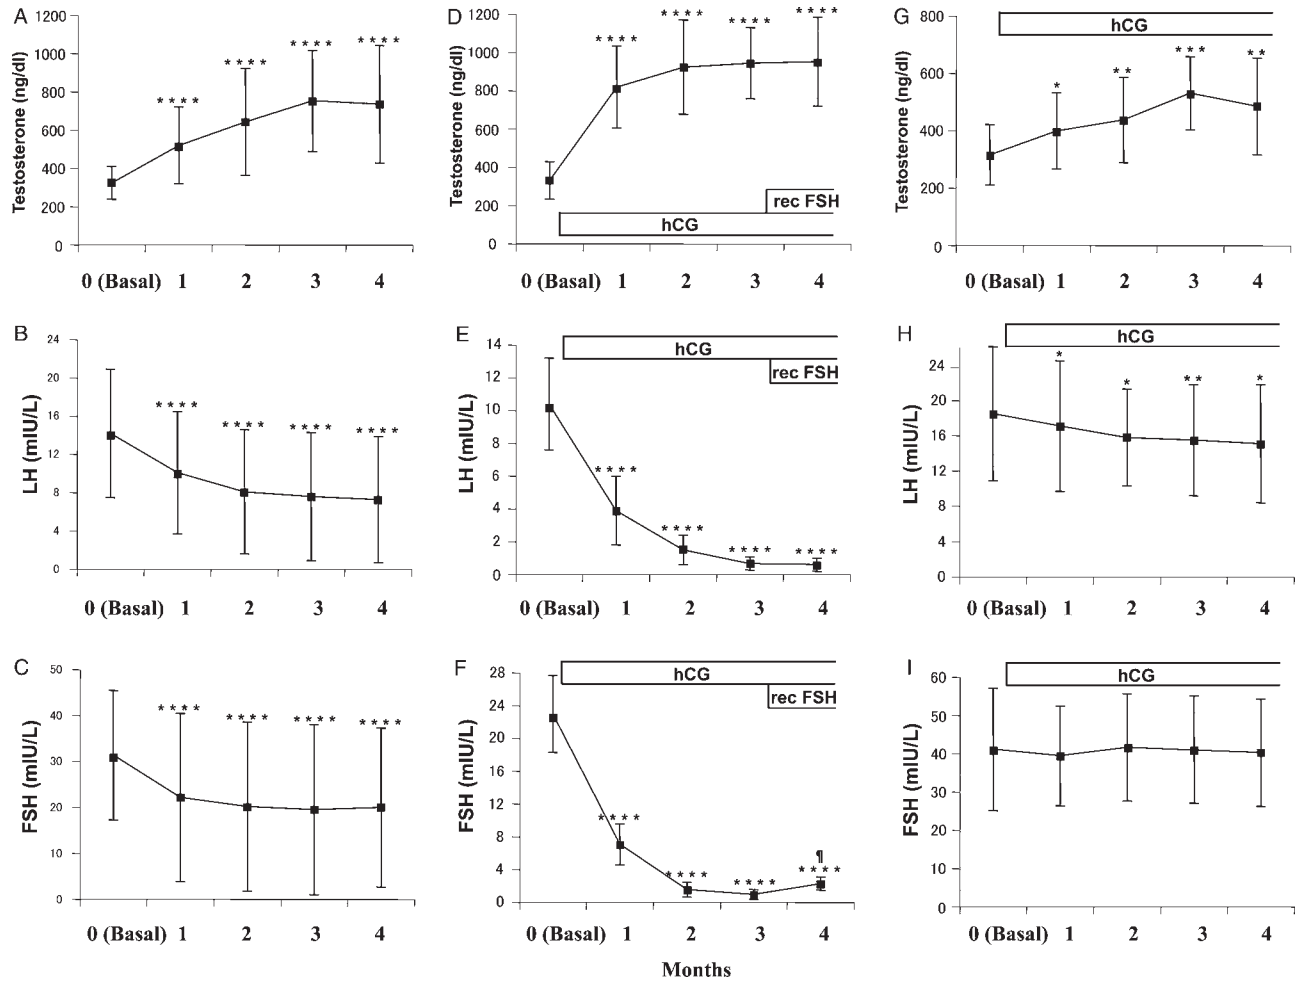 A
Testosterone (ng/dl)
1200
1000
800
600
400
200
0
****
****
****
****
0 (Basal) 1 2 3 4
D
Testosterone (ng/dl)
1200
1000
800
600
400
200
0
****
****
****
****
rec FSH
hCG
0 (Basal) 1 2 3 4
G
Testosterone (ng/dl)
800
600
400
200
0
hCG
*
**
***
**
0 (Basal) 1 2 3 4
B
LH (mIU/L)
24
20
16
12
8
4
0
****
****
****
****
0 (Basal) 1 2 3 4
E
LH (mIU/L)
14
12
10
8
6
4
2
0
hCG
rec FSH
****
****
****
****
0 (Basal) 1 2 3 4
H
LH (mIU/L)
24
20
16
12
8
4
0
hCG
*
*
**
*
0 (Basal) 1 2 3 4
C
FSH (mIU/L)
50
40
30
20
10
0
****
****
****
****
0 (Basal) 1 2 3 4
F
FSH (mIU/L)
28
24
20
16
12
8
4
0
hCG
rec FSH
****
****
****
¶
****
0 (Basal) 1 2 3 4
I
FSH (mIU/L)
60
50
40
30
20
10
0
hCG
0 (Basal) 1 2 3 4
Months